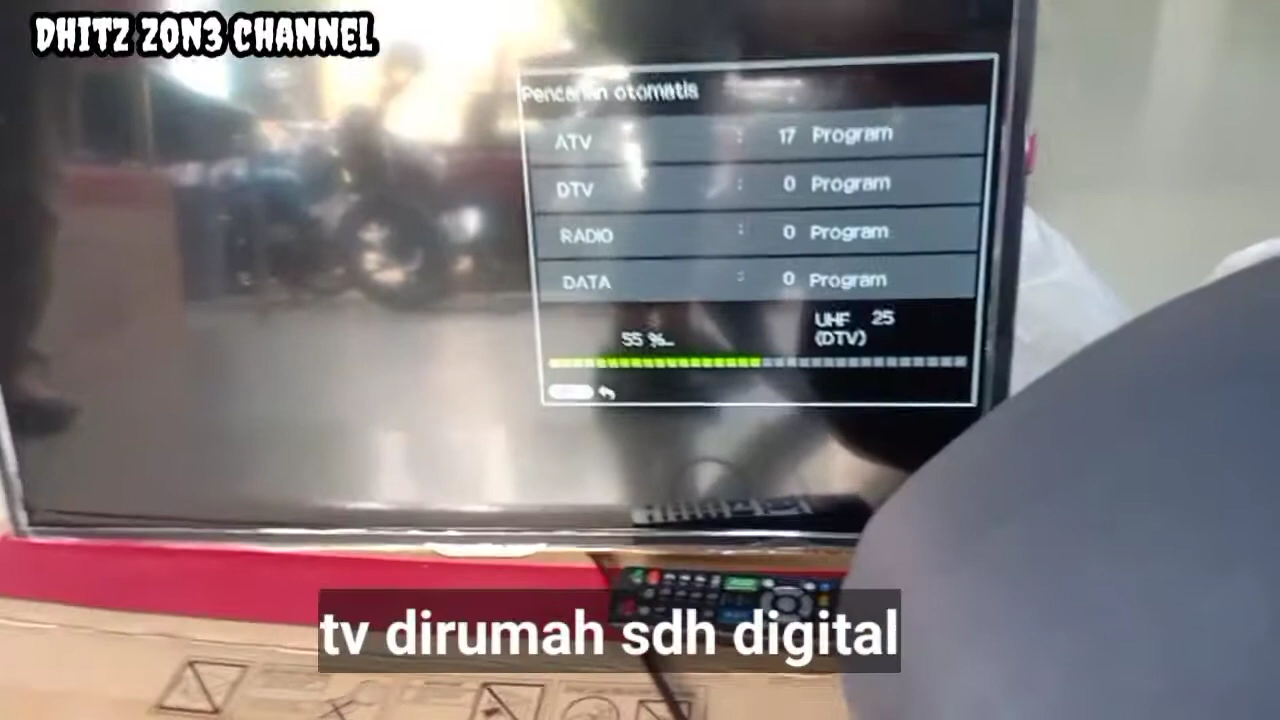 DHITZ ZON3 CHANNEL
Pencarian otomatis
ATV : 17 Program
DTV : 0 Program
RADIO : 0 Program
DATA : 0 Program
55 %... UHF 25
(DTV)
tv dirumah sdh digital